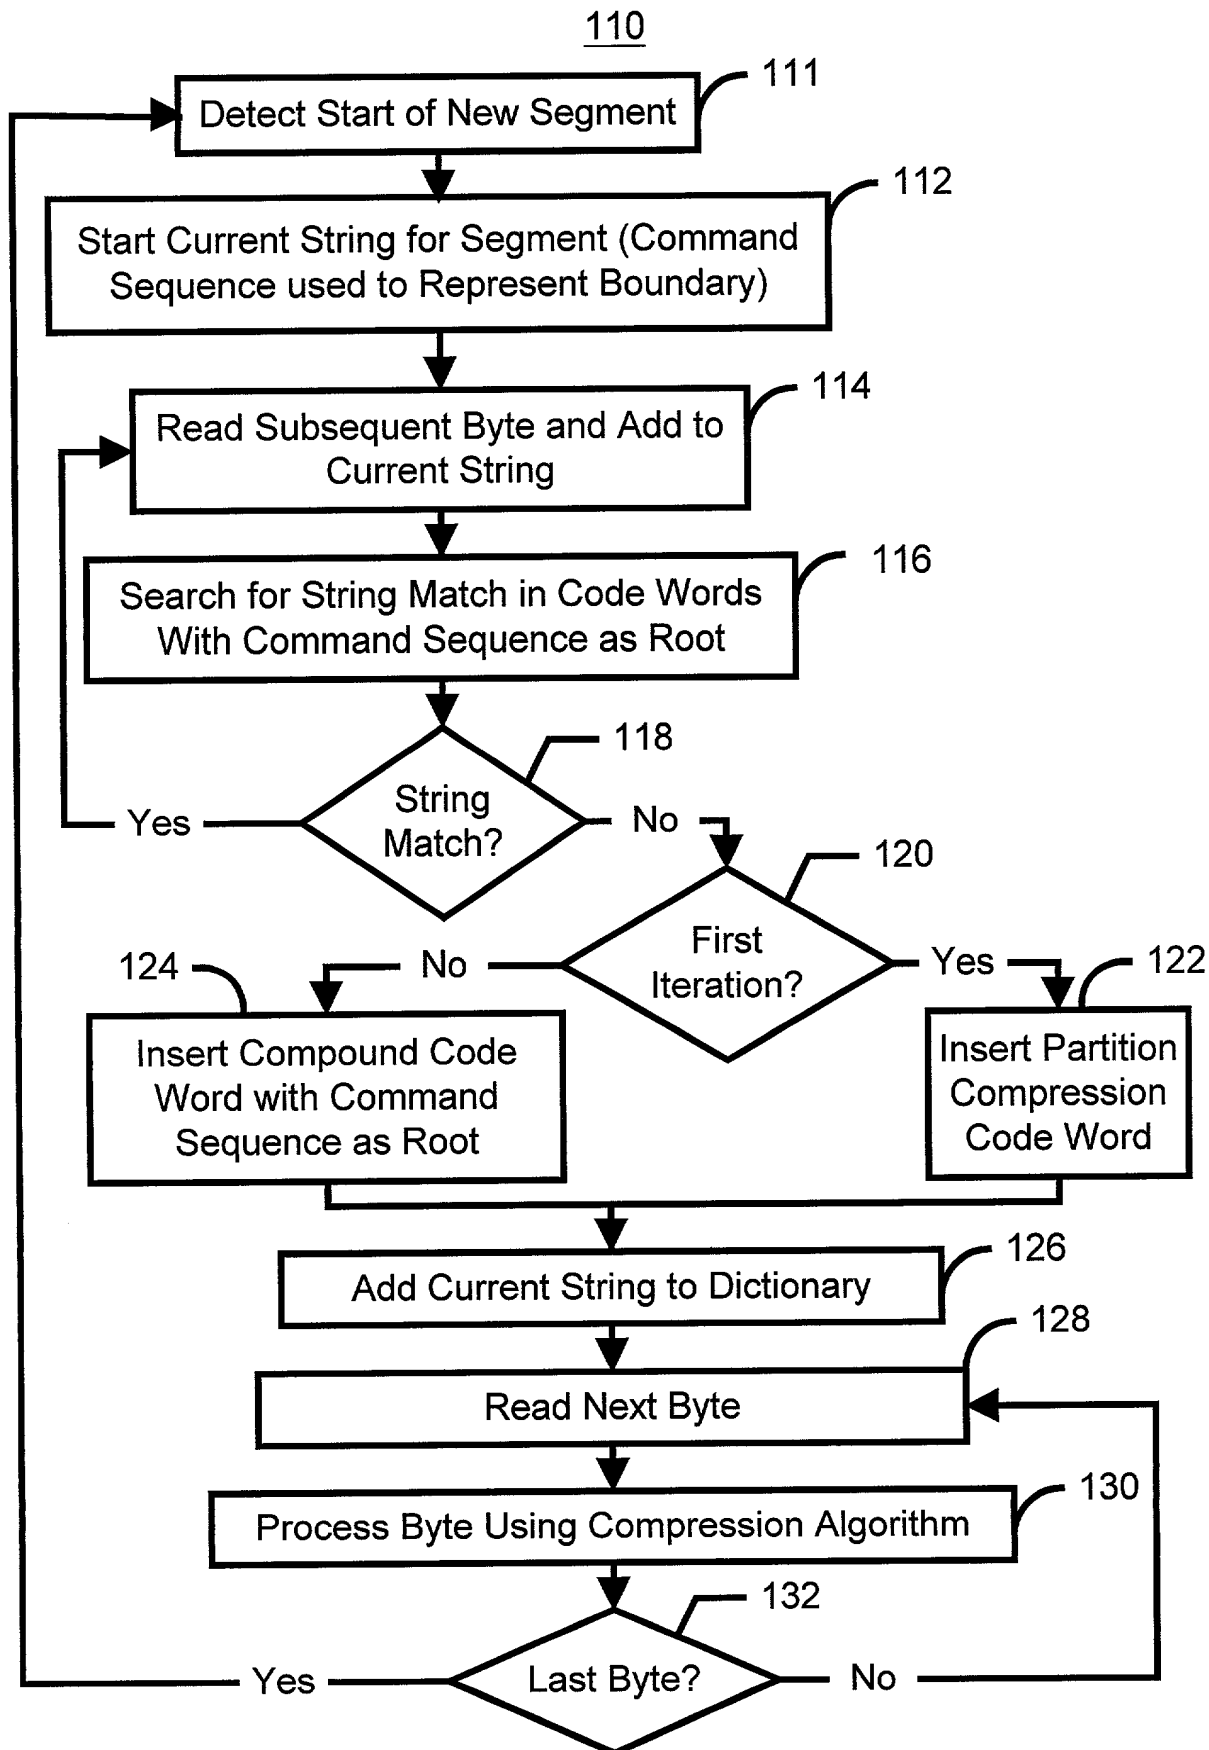 110
111
Detect Start of New Segment
112
Start Current String for Segment (Command
Sequence used to Represent Boundary)
114
Read Subsequent Byte and Add to
Current String
116
Search for String Match in Code Words
With Command Sequence as Root
118
String
Match?
Yes
No
120
First
Iteration?
No
Yes
124
122
Insert Compound Code
Word with Command
Sequence as Root
Insert Partition
Compression
Code Word
126
Add Current String to Dictionary
128
Read Next Byte
130
Process Byte Using Compression Algorithm
132
Last Byte?
Yes
No